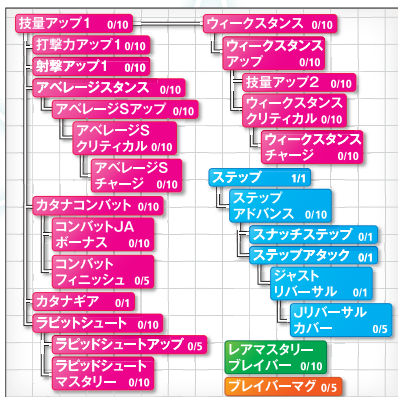 技量アップ1 0/10
打撃力アップ1 0/10
射撃アップ1 0/10
アベレージスタンス 0/10
アベレージSアップ 0/10
アベレージS
クリティカル 0/10
アベレージS
チャージ 0/10
カタナコンバット 0/10
コンバットJA
ボーナス 0/10
コンバット
フィニッシュ 0/5
カタナギア 0/1
ラピットシュート 0/10
ラピッドシュートアップ 0/5
ラピッドシュート
マスタリー 0/10
ウィークスタンス 0/10
ウィークスタンス
アップ 0/10
技量アップ2 0/10
ウィークスタンス
クリティカル 0/10
ウィークスタンス
チャージ 0/10
ステップ 1/1
ステップ
アドバンス 0/10
スナッチステップ 0/1
ステップアタック 0/1
ジャスト
リバーサル 0/1
Jリバーサル
カバー 0/5
レアマスタリー
ブレイバー 0/10
ブレイバーマグ 0/5